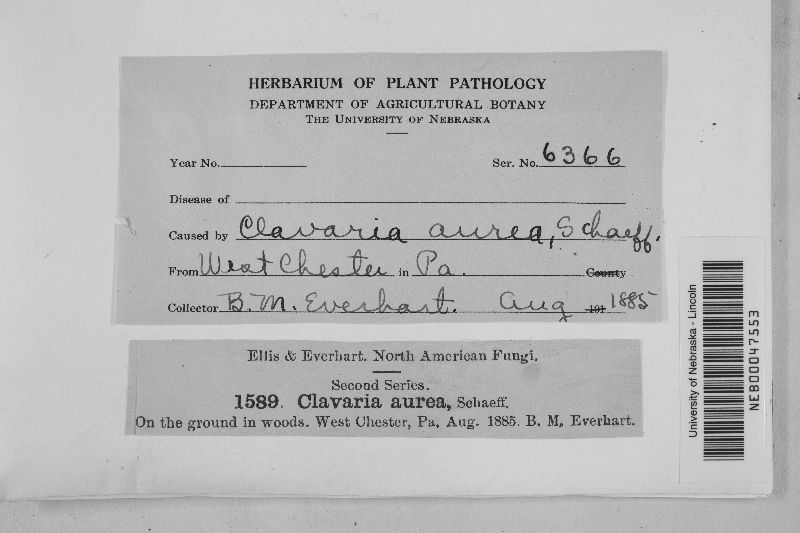 HERBARIUM OF PLANT PATHOLOGY
DEPARTMENT OF AGRICULTURAL BOTANY
THE UNIVERSITY OF NEBRASKA
Year No. Ser. No. 6366
Disease of
Caused by Clavaria aurea, Schaeff.
From West Chester in Pa. County
Collector B. M. Everhart. Aug 191 1885
Ellis & Everhart. North American Fungi.
Second Series.
1589. Clavaria aurea, Schaeff.
On the ground in woods. West Chester, Pa, Aug. 1885. B. M. Everhart.
University of Nebraska - Lincoln
NEB00047553